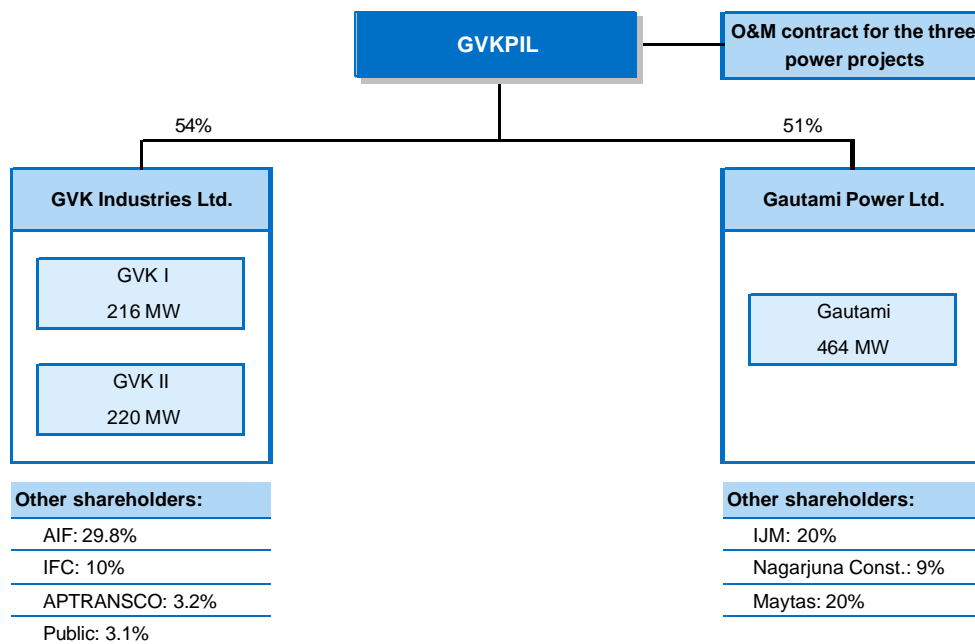 GVKPIL
O&M contract for the three
power projects
54%
51%
GVK Industries Ltd.
GVK I
216 MW
GVK II
220 MW
Gautami Power Ltd.
Gautami
464 MW
Other shareholders:
AIF: 29.8%
IFC: 10%
APTRANSCO: 3.2%
Public: 3.1%
Other shareholders:
IJM: 20%
Nagarjuna Const.: 9%
Maytas: 20%